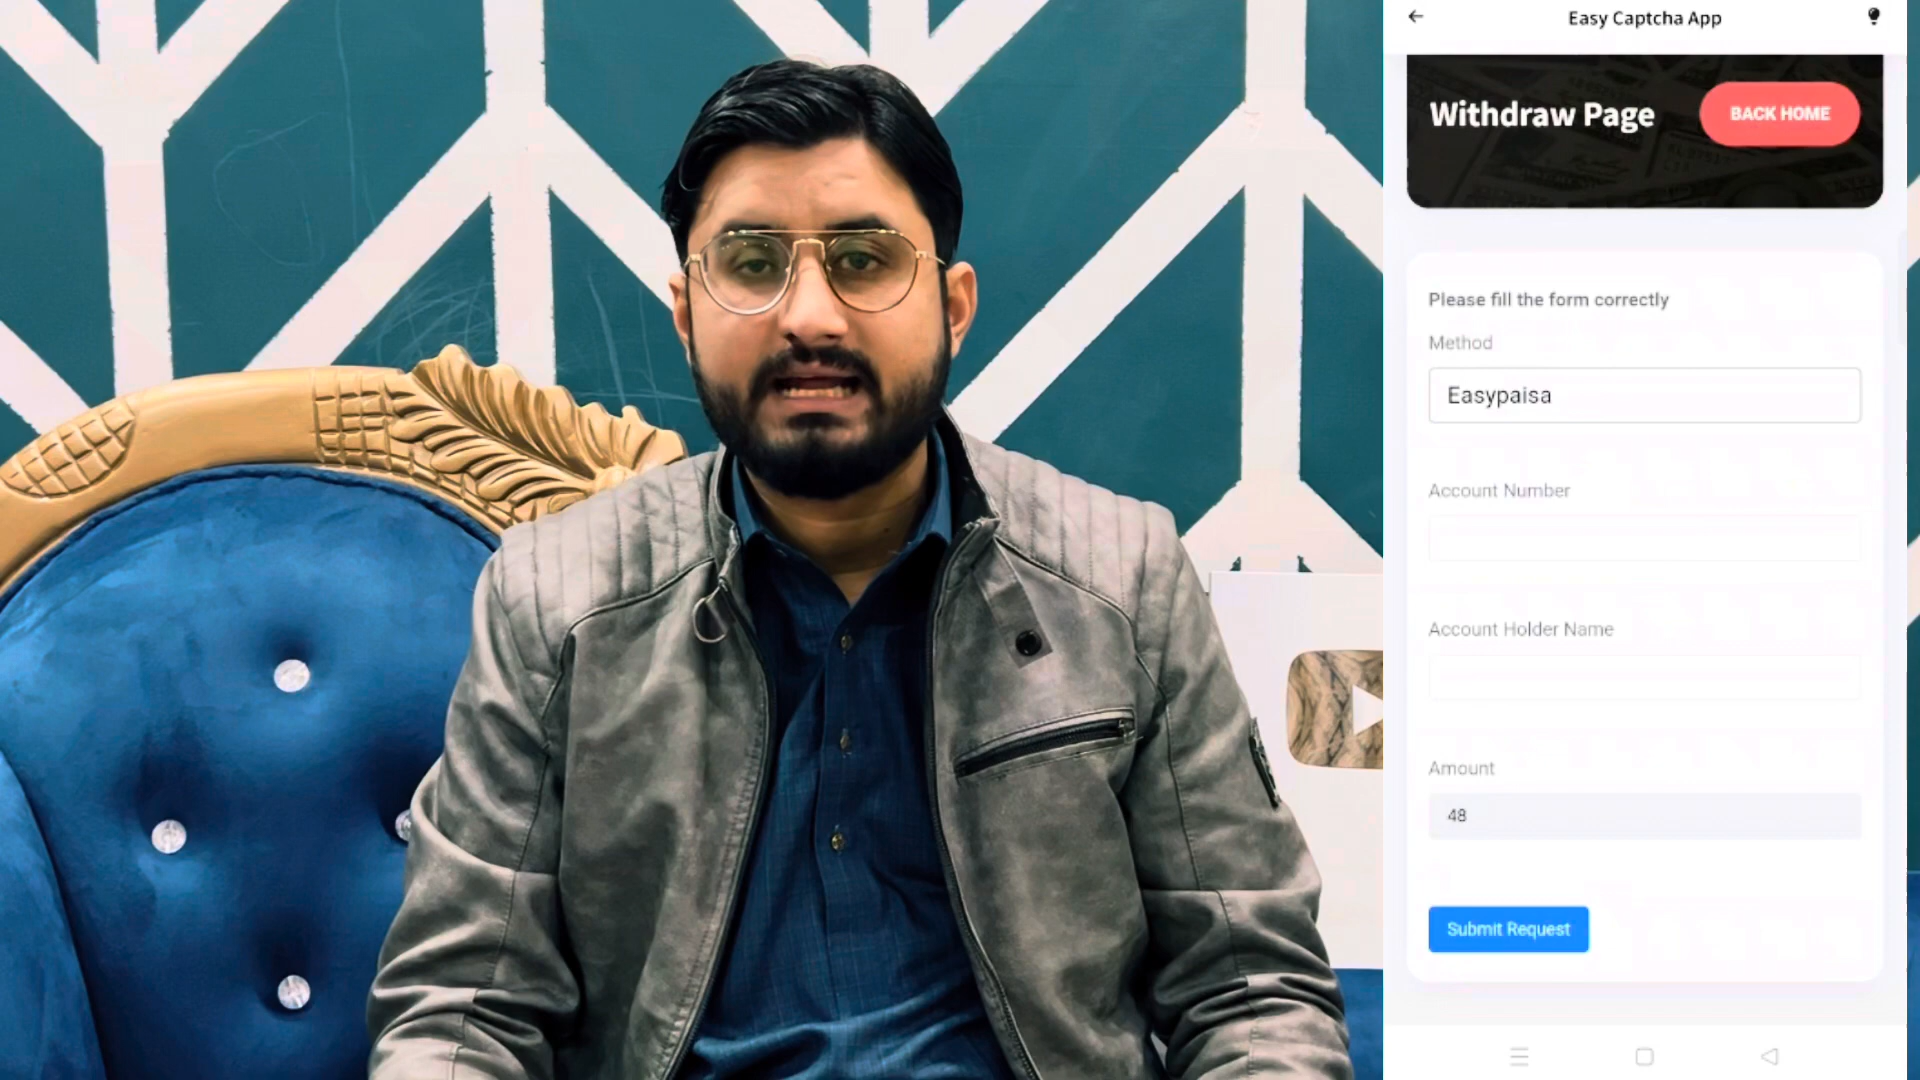 Easy Captcha App
Withdraw Page
BACK HOME
Please fill the form correctly
Method
Easypaisa
Account Number
Account Holder Name
Amount
48
Submit Request